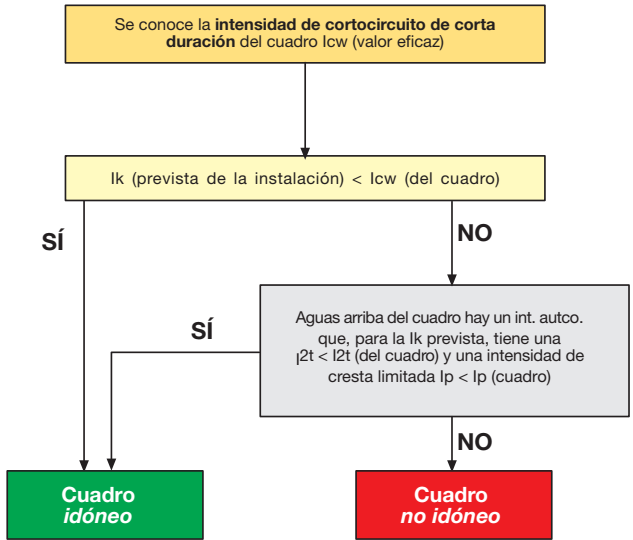 Se conoce la intensidad de cortocircuito de corta
duración del cuadro Icw (valor eficaz)
Ik (prevista de la instalación) < Icw (del cuadro)
SÍ
NO
Aguas arriba del cuadro hay un int. autco.
que, para la Ik prevista, tiene una
I2t < I2t (del cuadro) y una intensidad de
cresta limitada Ip < Ip (cuadro)
SÍ
NO
Cuadro
idóneo
Cuadro
no idóneo